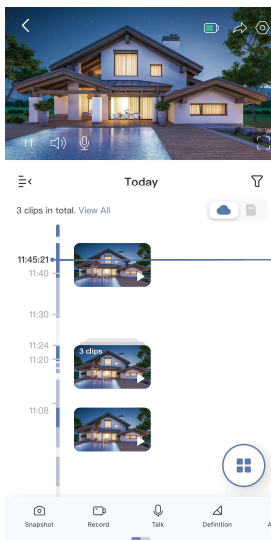 Today
3 clips in total. View All
11:45:21
11:40
11:30
11:24
3 clips
11:20
11:08
Snapshot
Record
Talk
Definition
A